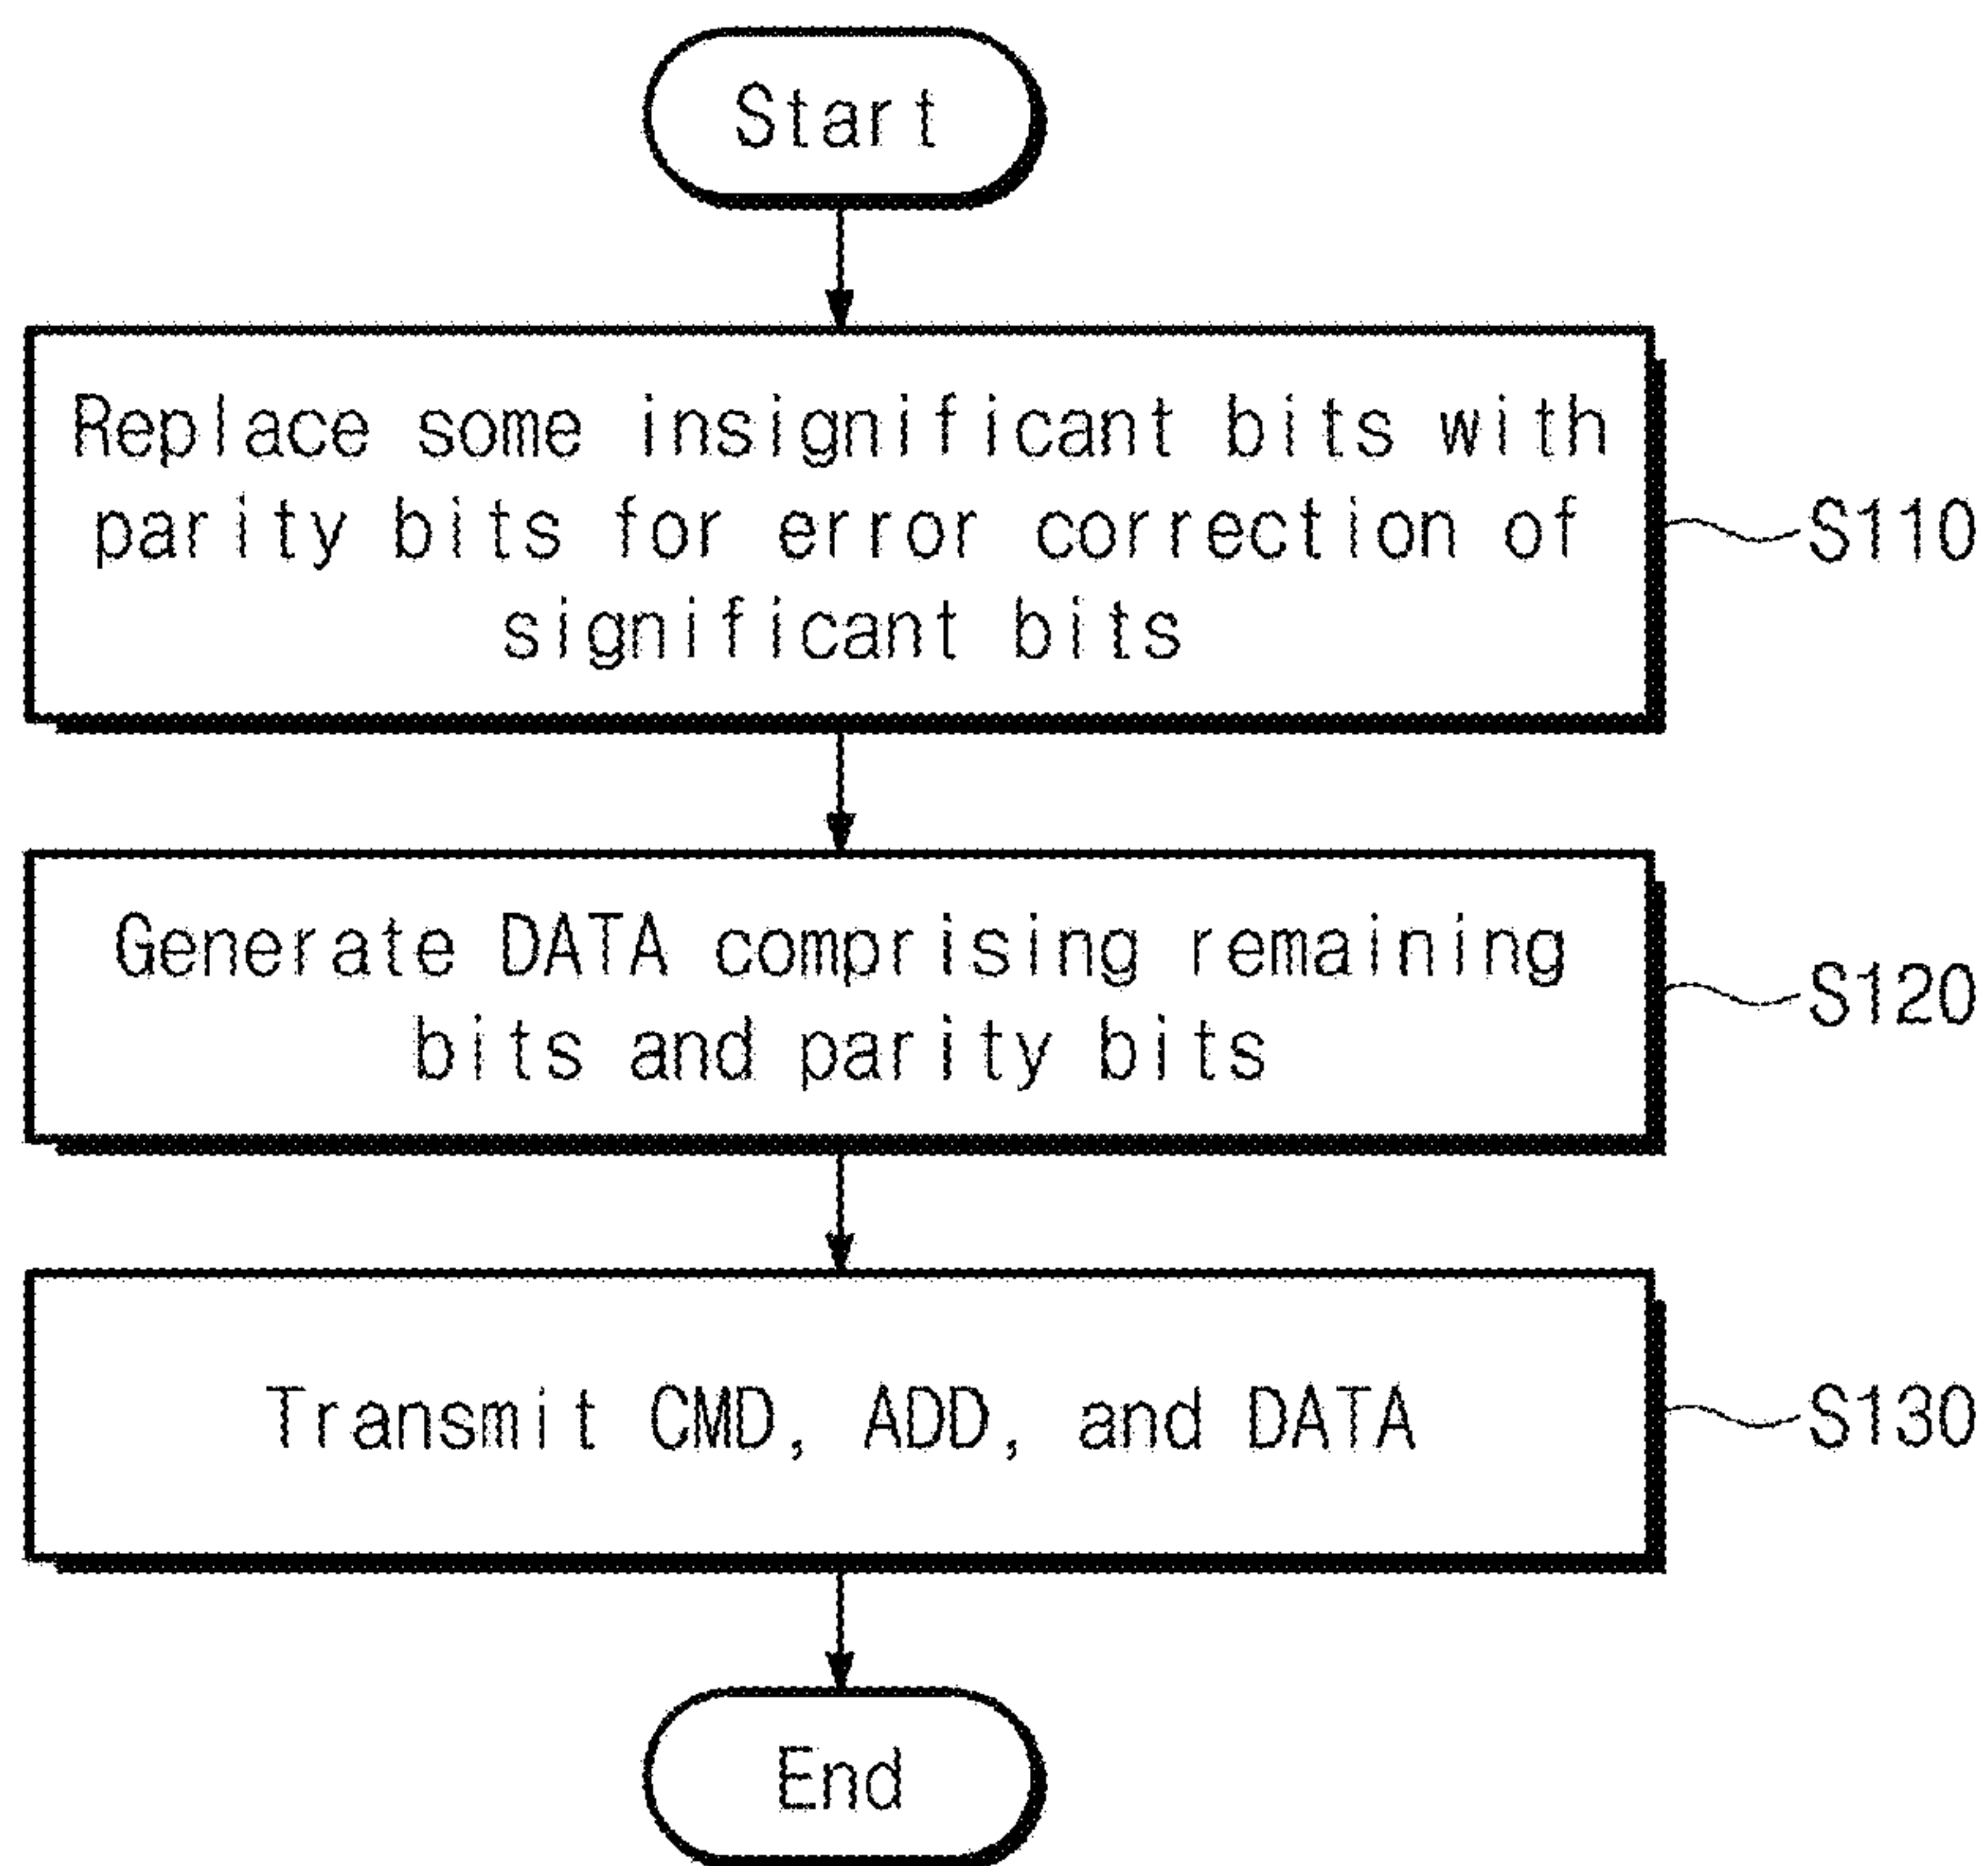 Start
Replace some insignificant bits with
parity bits for error correction of
significant bits
S110
Generate DATA comprising remaining
bits and parity bits
S120
Transmit CMD, ADD, and DATA
S130
End